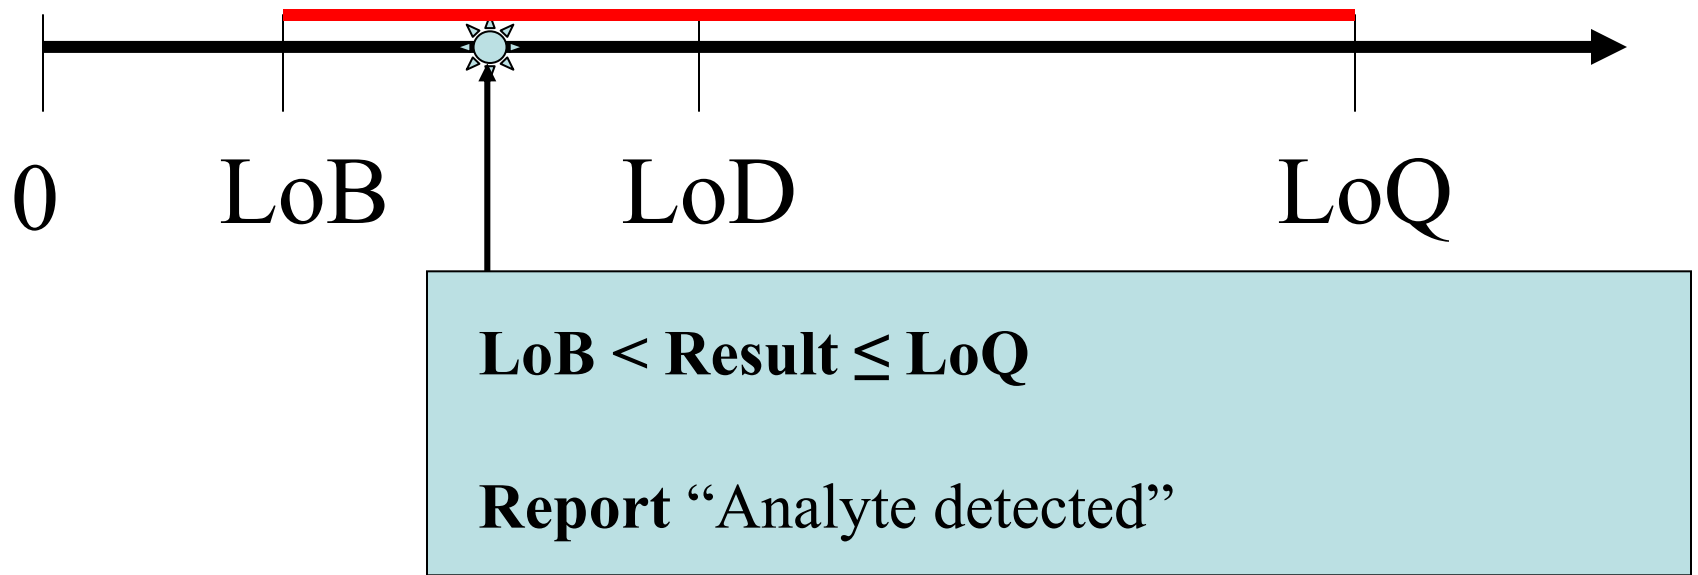 0 LoB LoD LoQ
LoB < Result ≤ LoQ
Report “Analyte detected”